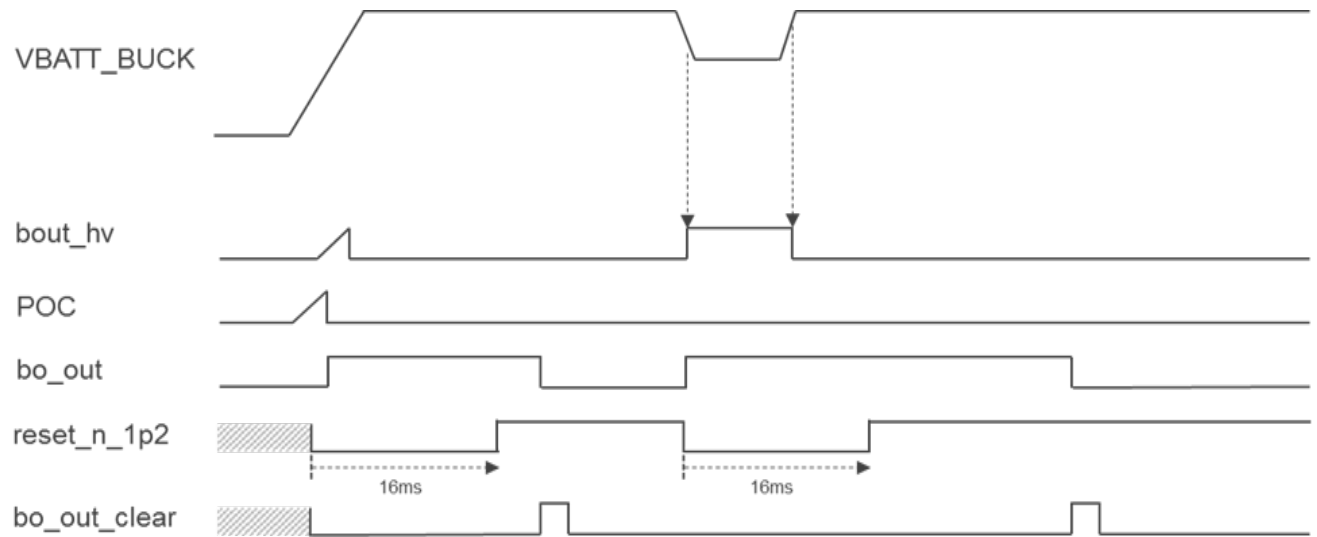 VBATT_BUCK
bout_hv
POC
bo_out
reset_n_1p2
16ms 16ms
bo_out_clear